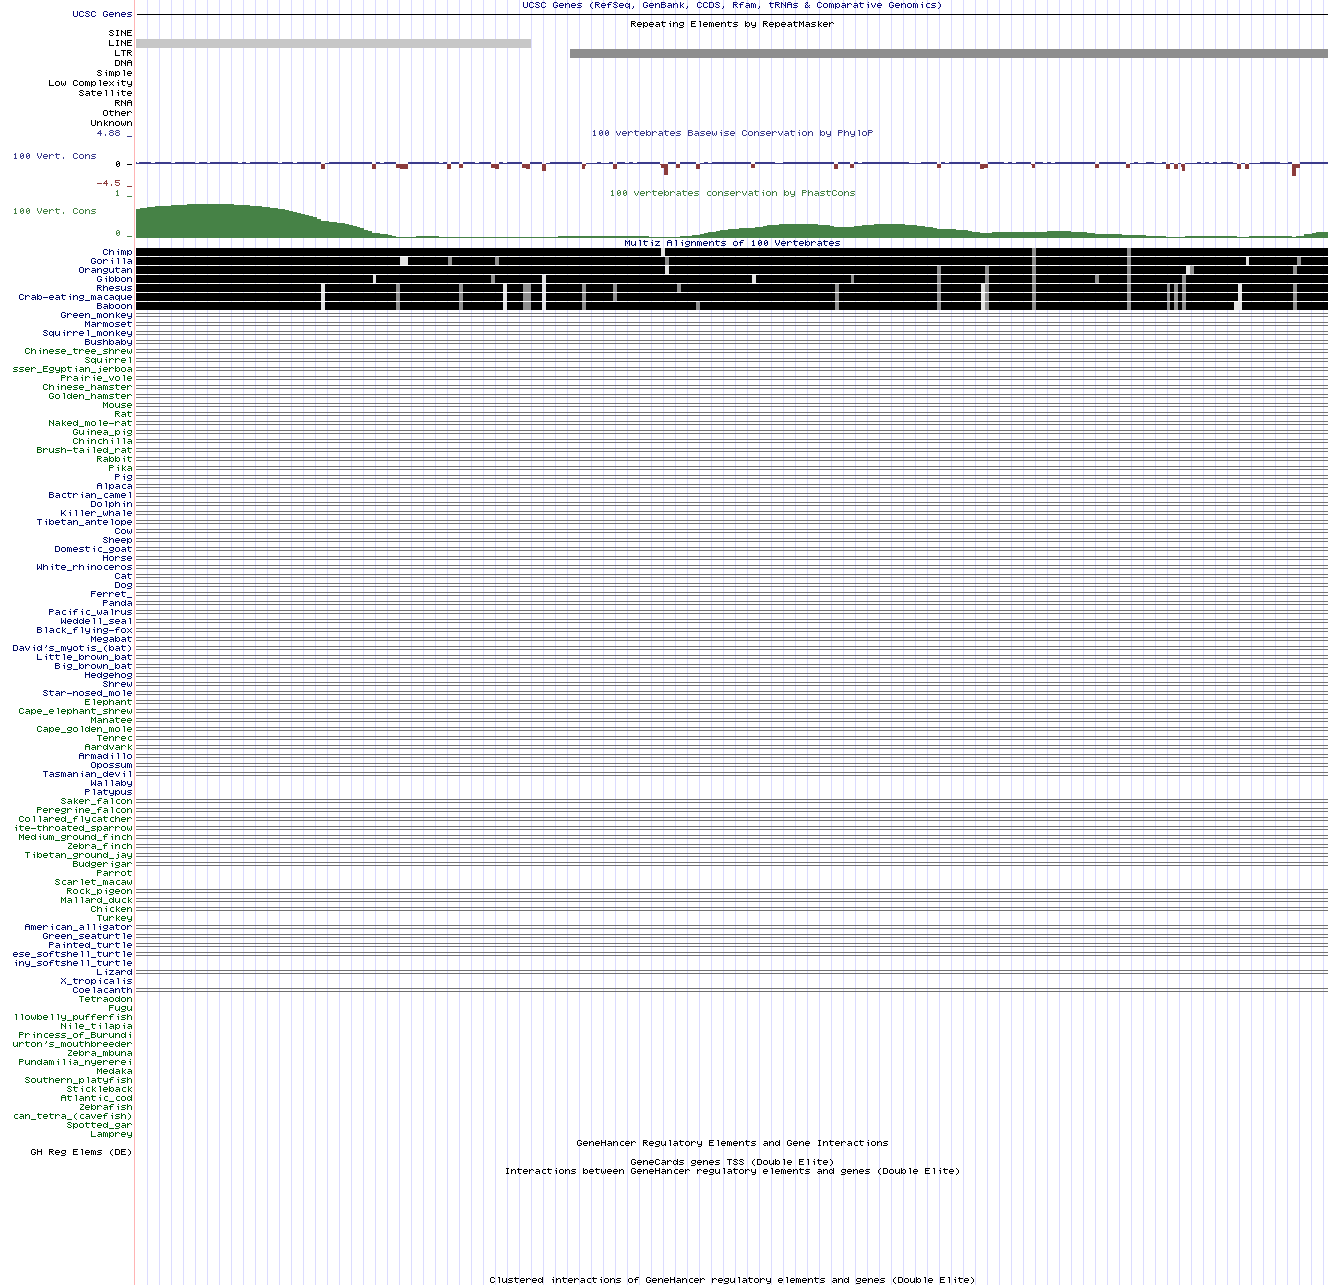 UCSC Genes (RefSeq, GenBank, CCDS, Rfam, tRNAs & Comparative Genomics)
UCSC Genes
Repeating Elements by RepeatMasker
SINE
LINE
LTR
DNA
Simple
Low Complexity
Satellite
RNA
Other
Unknown
4.88 _
100 vertebrates Basewise Conservation by PhyloP
100 Vert. Cons
0 -
-4.5 _
1 _
100 vertebrates conservation by PhastCons
100 Vert. Cons
0 _
Multiz Alignments of 100 Vertebrates
Chimp
Gorilla
Orangutan
Gibbon
Rhesus
Crab-eating_macaque
Baboon
Green_monkey
Marmoset
Squirrel_monkey
Bushbaby
Chinese_tree_shrew
Squirrel
sser_Egyptian_jerboa
Prairie_vole
Chinese_hamster
Golden_hamster
Mouse
Rat
Naked_mole-rat
Guinea_pig
Chinchilla
Brush-tailed_rat
Rabbit
Pika
Pig
Alpaca
Bactrian_camel
Dolphin
Killer_whale
Tibetan_antelope
Cow
Sheep
Domestic_goat
Horse
White_rhinoceros
Cat
Dog
Ferret_
Panda
Pacific_walrus
Weddell_seal
Black_flying-fox
Megabat
David's_myotis_(bat)
Little_brown_bat
Big_brown_bat
Hedgehog
Shrew
Star-nosed_mole
Elephant
Cape_elephant_shrew
Manatee
Cape_golden_mole
Tenrec
Aardvark
Armadillo
Opossum
Tasmanian_devil
Wallaby
Platypus
Saker_falcon
Peregrine_falcon
Collared_flycatcher
ite-throated_sparrow
Medium_ground_finch
Zebra_finch
Tibetan_ground_jay
Budgerigar
Parrot
Scarlet_macaw
Rock_pigeon
Mallard_duck
Chicken
Turkey
American_alligator
Green_seaturtle
Painted_turtle
ese_softshell_turtle
iny_softshell_turtle
Lizard
X_tropicalis
Coelacanth
Tetraodon
Fugu
llowbelly_pufferfish
Nile_tilapia
Princess_of_Burundi
urton's_mouthbreeder
Zebra_mbuna
Pundamilia_nyererei
Medaka
Southern_platyfish
Stickleback
Atlantic_cod
Zebrafish
can_tetra_(cavefish)
Spotted_gar
Lamprey
GeneHancer Regulatory Elements and Gene Interactions
GH Reg Elems (DE)
GeneCards genes TSS (Double Elite)
Interactions between GeneHancer regulatory elements and genes (Double Elite)
Clustered interactions of GeneHancer regulatory elements and genes (Double Elite)